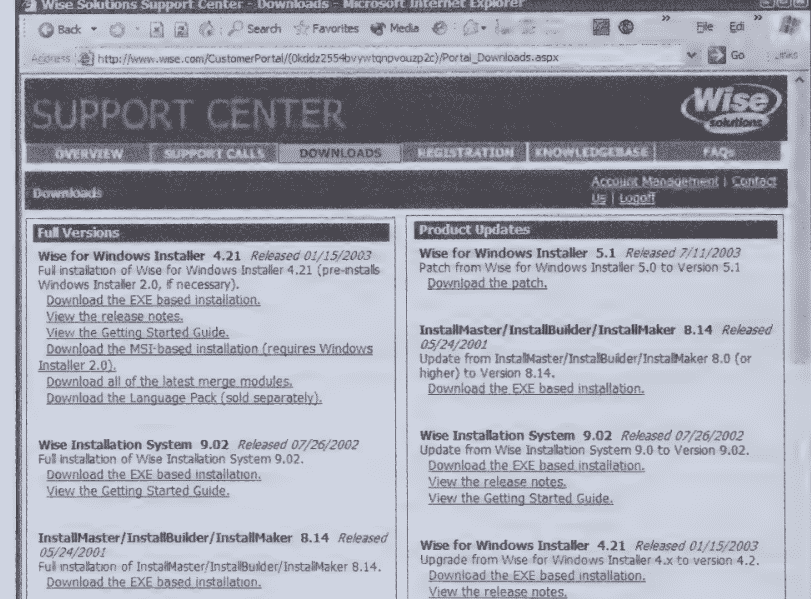 Wise Solutions Support Center - Downloads - Microsoft Internet Explorer
Back Search Favorites Media » File Edi »
Address http://www.wise.com/CustomerPortal/(0kddz2554bvywtqnpvouzp2c)/Portal_Downloads.aspx Go Links
SUPPORT CENTER
Wise
solutions
OVERVIEW SUPPORT CALLS DOWNLOADS REGISTRATION KNOWLEDGEBASE FAQs
Downloads
Account Management | Contact
Us | Logoff
Full Versions
Wise for Windows Installer 4.21 Released 01/15/2003
Full installation of Wise for Windows Installer 4.21 (pre-installs
Windows Installer 2.0, if necessary).
Download the EXE based installation.
View the release notes.
View the Getting Started Guide.
Download the MSI-based installation (requires Windows
Installer 2.0).
Download all of the latest merge modules.
Download the Language Pack (sold separately).
Wise Installation System 9.02 Released 07/26/2002
Full installation of Wise Installation System 9.02.
Download the EXE based installation.
View the Getting Started Guide.
InstallMaster/InstallBuilder/InstallMaker 8.14 Released
05/24/2001
Full installation of InstallMaster/InstallBuilder/InstallMaker 8.14.
Download the EXE based installation.
Product Updates
Wise for Windows Installer 5.1 Released 7/11/2003
Patch from Wise for Windows Installer 5.0 to Version 5.1
Download the patch.
InstallMaster/InstallBuilder/InstallMaker 8.14 Released
05/24/2001
Update from InstallMaster/InstallBuilder/InstallMaker 8.0 (or
higher) to Version 8.14.
Download the EXE based installation.
Wise Installation System 9.02 Released 07/26/2002
Update from Wise Installation System 9.0 to Version 9.02.
Download the EXE based installation.
View the release notes.
View the Getting Started Guide.
Wise for Windows Installer 4.21 Released 01/15/2003
Upgrade from Wise for Windows Installer 4.x to version 4.2.
Download the EXE based installation.
View the release notes.